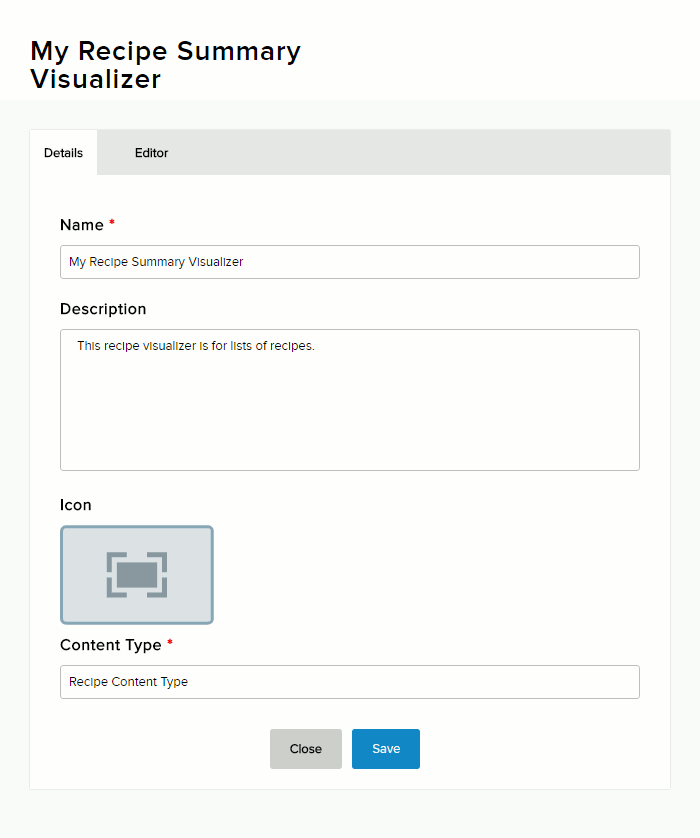 My Recipe Summary
Visualizer
Details
Editor
Name *
My Recipe Summary Visualizer
Description
This recipe visualizer is for lists of recipes.
Icon
Content Type *
Recipe Content Type
Close
Save